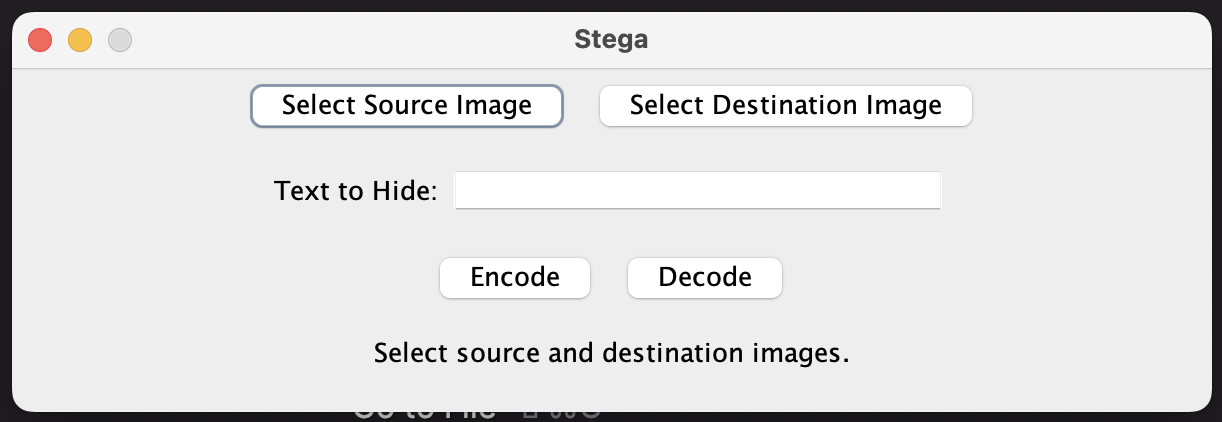 Stega
Select Source Image Select Destination Image
Text to Hide:
Encode Decode
Select source and destination images.
Go to File